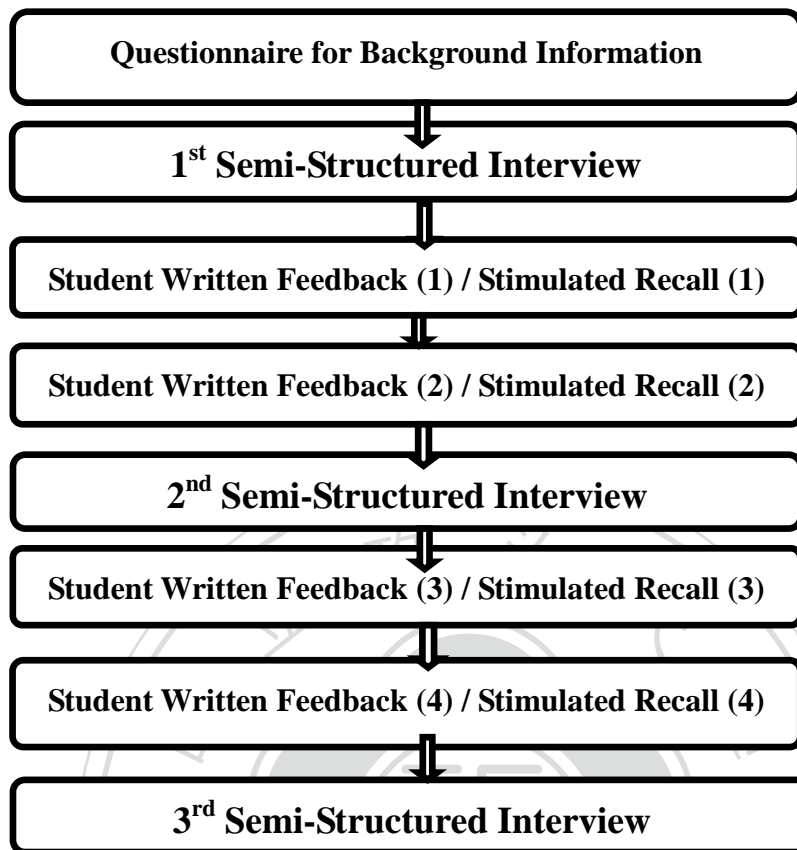 Questionnaire for Background Information
1st Semi-Structured Interview
Student Written Feedback (1) / Stimulated Recall (1)
Student Written Feedback (2) / Stimulated Recall (2)
2nd Semi-Structured Interview
Student Written Feedback (3) / Stimulated Recall (3)
Student Written Feedback (4) / Stimulated Recall (4)
3rd Semi-Structured Interview